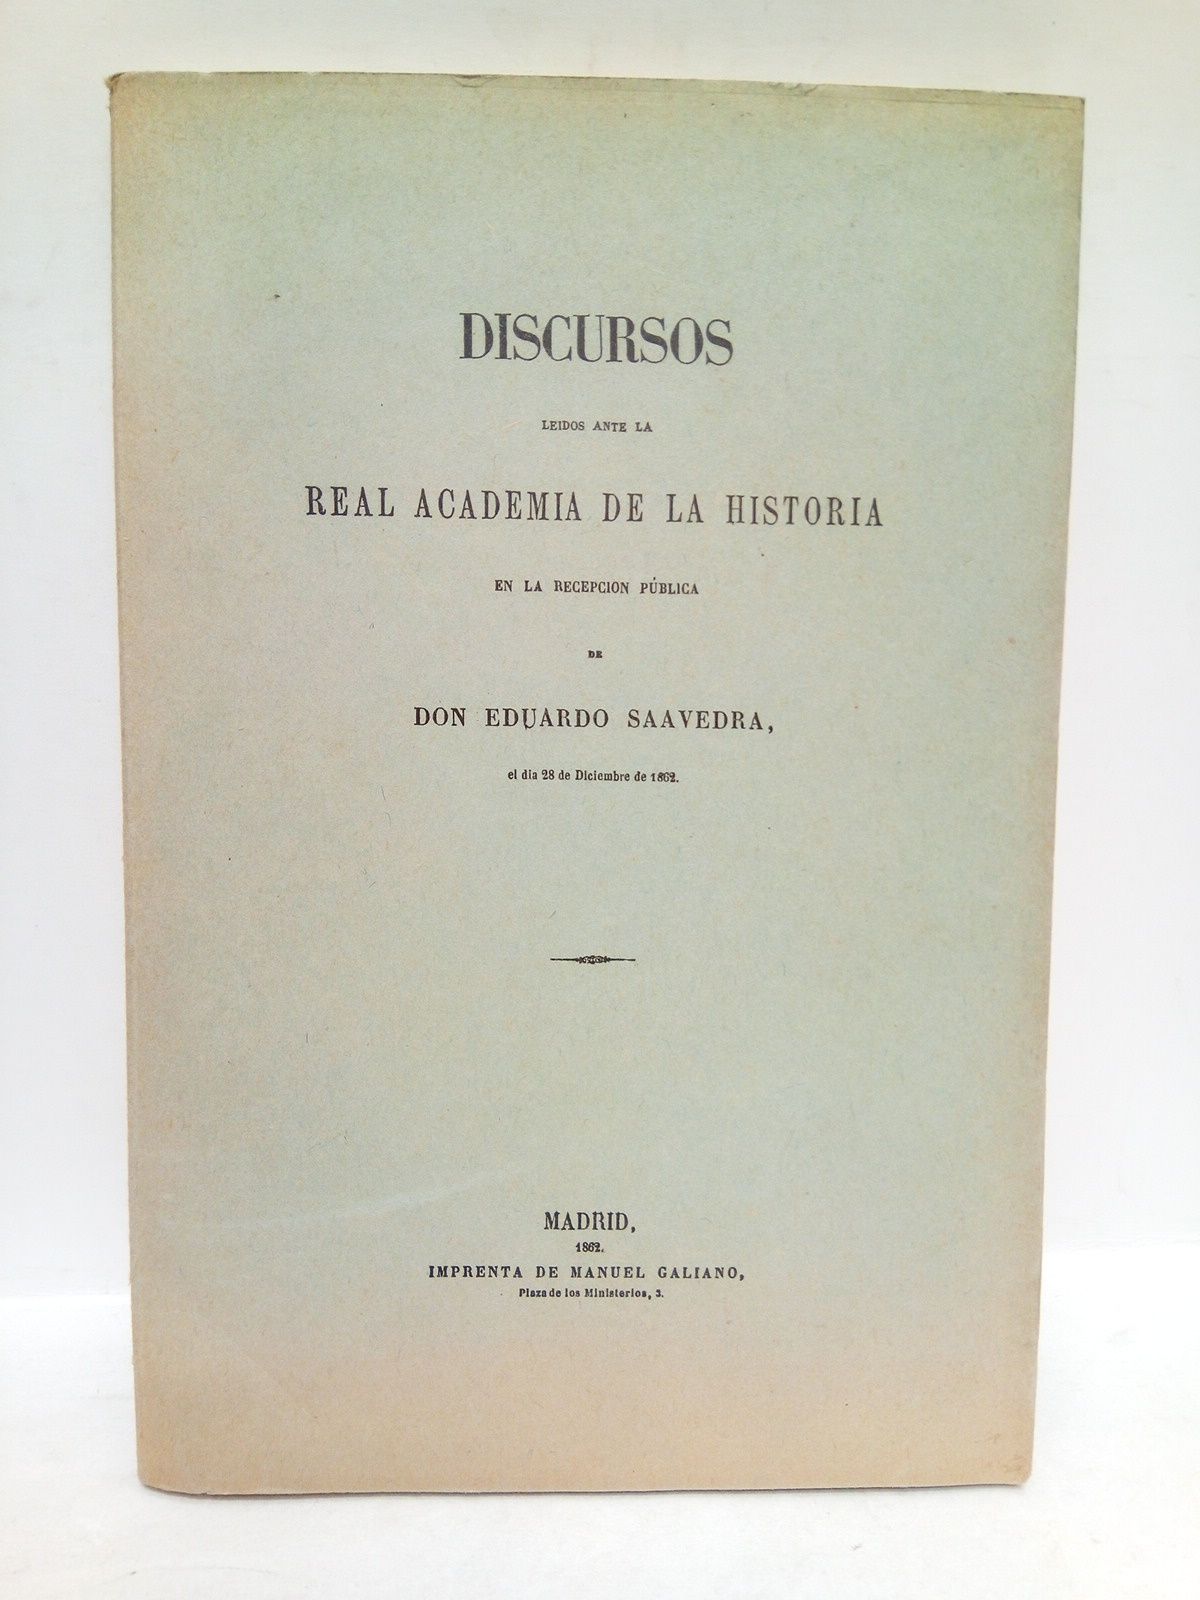 DISCURSOS
LEIDOS ANTE LA
REAL ACADEMIA DE LA HISTORIA
EN LA RECEPCION PÚBLICA
DE
DON EDUARDO SAAVEDRA,
el dia 28 de Diciembre de 1862.
MADRID,
1862.
IMPRENTA DE MANUEL GALIANO,
Plaza de los Ministerios, 3.